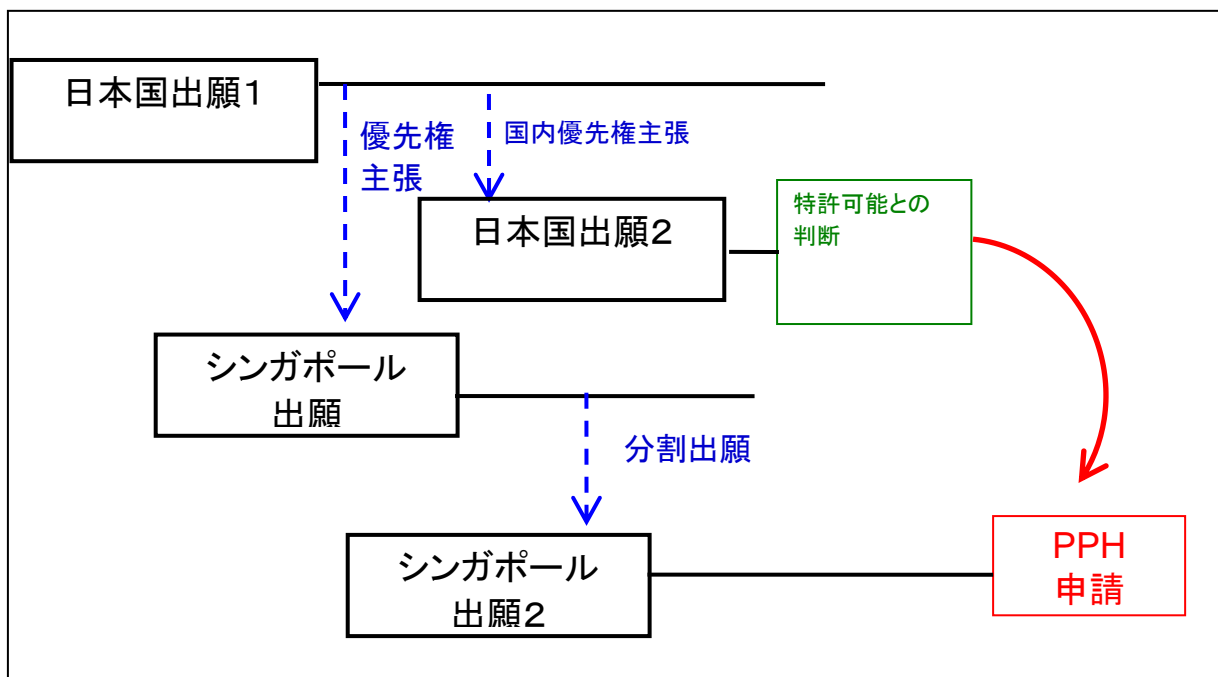 日本国出願1
優先権
主張
国内優先権主張
日本国出願2
特許可能との
判断
シンガポール
出願
分割出願
シンガポール
出願2
PPH
申請